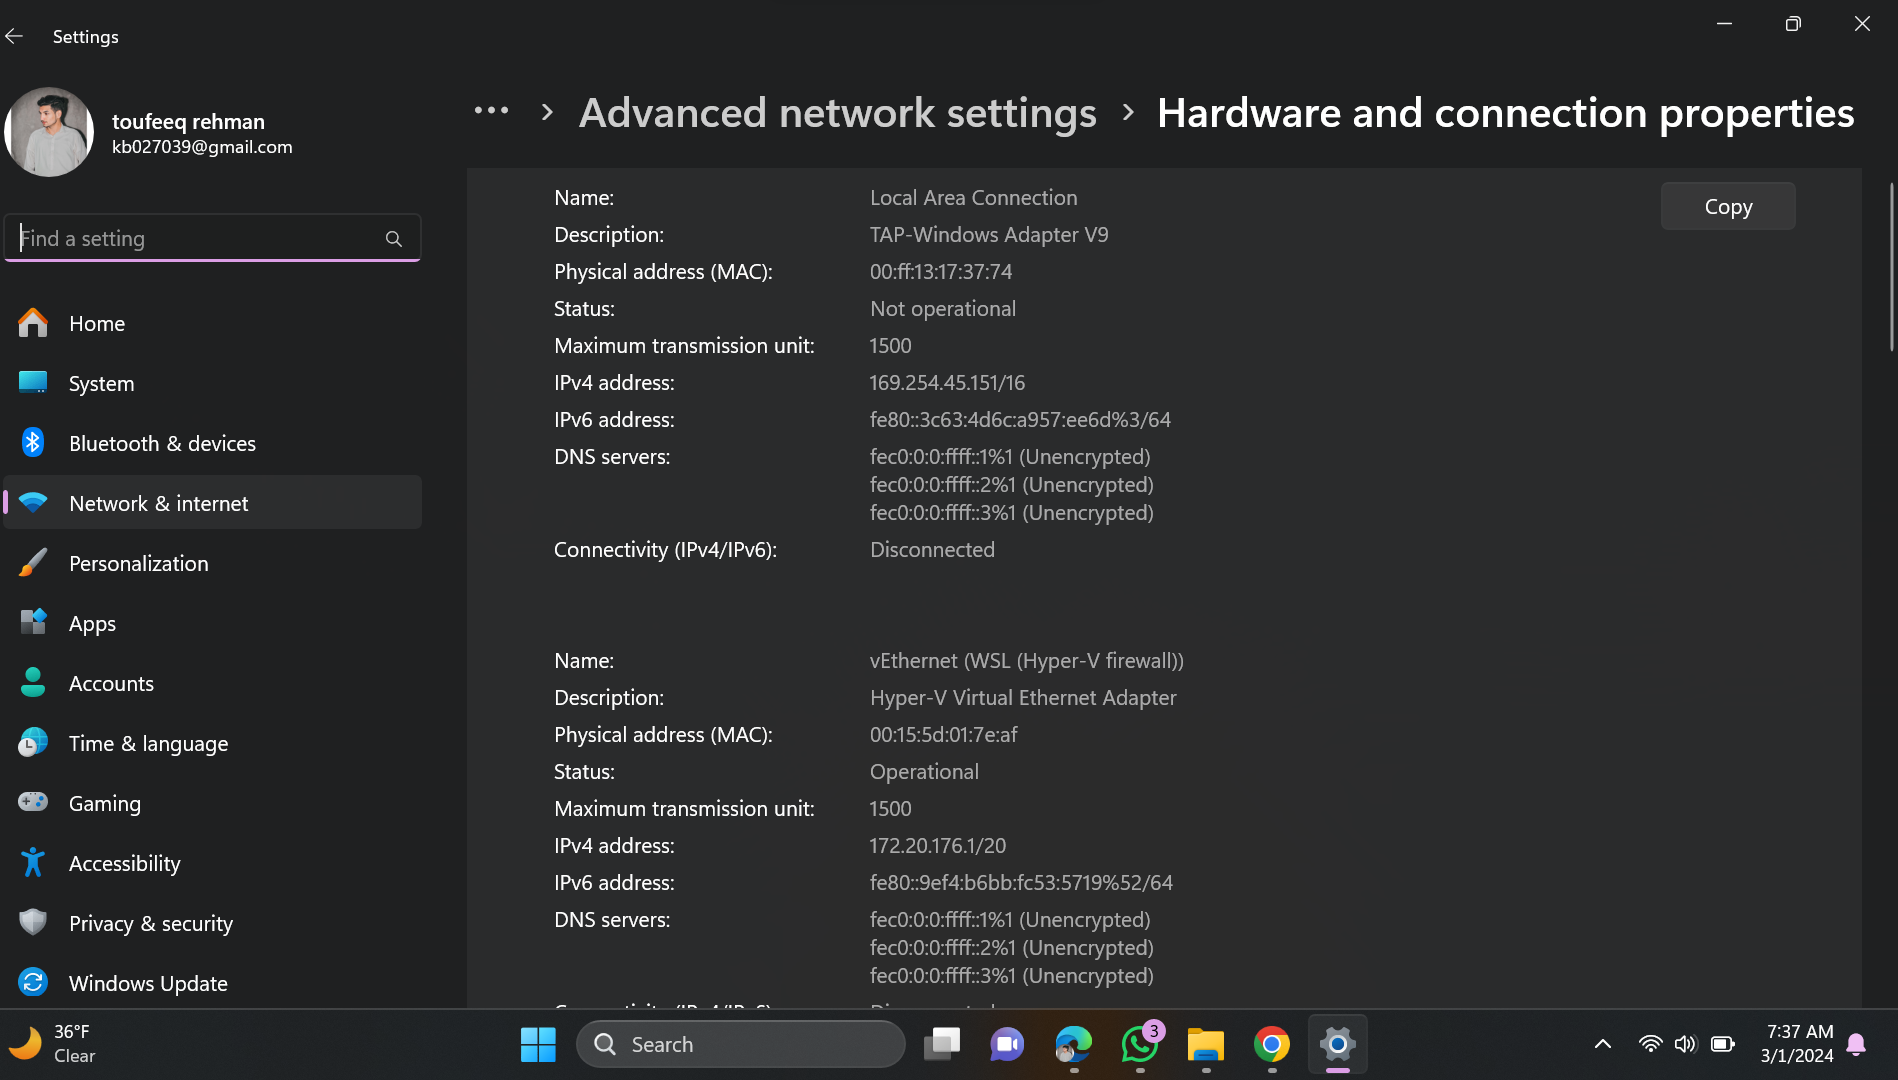 Settings
toufeeq rehman
kb027039@gmail.com
Find a setting
Home
System
Bluetooth & devices
Network & internet
Personalization
Apps
Accounts
Time & language
Gaming
Accessibility
Privacy & security
Windows Update
... > Advanced network settings > Hardware and connection properties
Copy
Name: Local Area Connection
Description: TAP-Windows Adapter V9
Physical address (MAC): 00:ff:13:17:37:74
Status: Not operational
Maximum transmission unit: 1500
IPv4 address: 169.254.45.151/16
IPv6 address: fe80::3c63:4d6c:a957:ee6d%3/64
DNS servers: fec0:0:0:ffff::1%1 (Unencrypted)
fec0:0:0:ffff::2%1 (Unencrypted)
fec0:0:0:ffff::3%1 (Unencrypted)
Connectivity (IPv4/IPv6): Disconnected
Name: vEthernet (WSL (Hyper-V firewall))
Description: Hyper-V Virtual Ethernet Adapter
Physical address (MAC): 00:15:5d:01:7e:af
Status: Operational
Maximum transmission unit: 1500
IPv4 address: 172.20.176.1/20
IPv6 address: fe80::9ef4:b6bb:fc53:5719%52/64
DNS servers: fec0:0:0:ffff::1%1 (Unencrypted)
fec0:0:0:ffff::2%1 (Unencrypted)
fec0:0:0:ffff::3%1 (Unencrypted)
36°F
Clear
Search
3
7:37 AM
3/1/2024